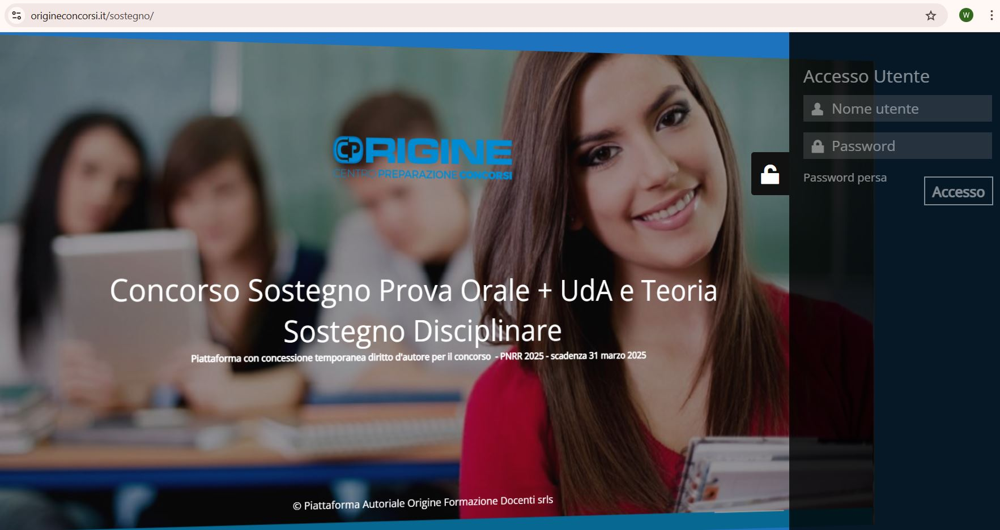 origineconcorsi.it/sostegno/
W
Accesso Utente
Nome utente
Password
Password persa
Accesso
CP
ORIGINE
CENTRO PREPARAZIONE CONCORSI
Concorso Sostegno Prova Orale + UdA e Teoria
Sostegno Disciplinare
Piattaforma con concessione temporanea diritto d'autore per il concorso - PNRR 2025 - scadenza 31 marzo 2025
© Piattaforma Autoriale Origine Formazione Docenti srls